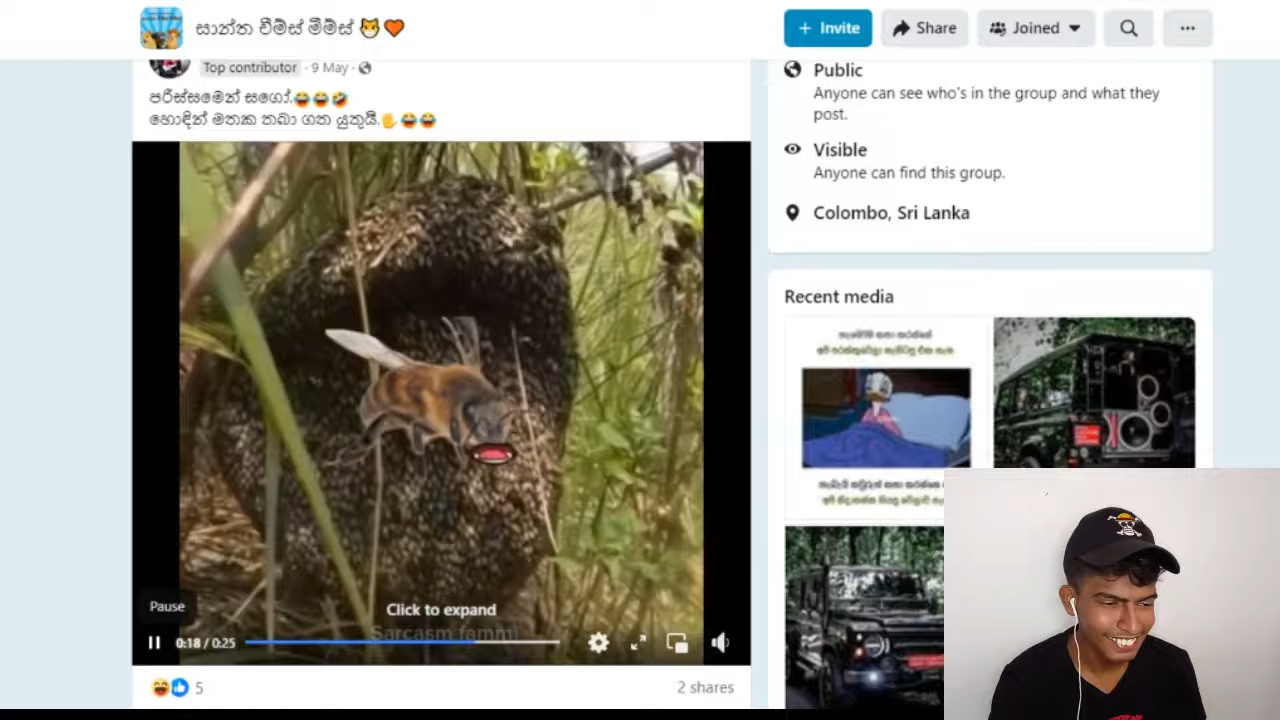 සාන්ත චීම්ස් මීම්ස් 🐱🧡
+ Invite
Share
Joined
Top contributor · 9 May ·
පරිස්සමෙන් සගෝ.😂😂🤣
හොඳින් මතක තබා ගත යුතුයි.✋😂😂
Pause
Click to expand
0:18 / 0:25
Sarcasm fammi
5
2 shares
Public
Anyone can see who's in the group and what they
post.
Visible
Anyone can find this group.
Colombo, Sri Lanka
Recent media